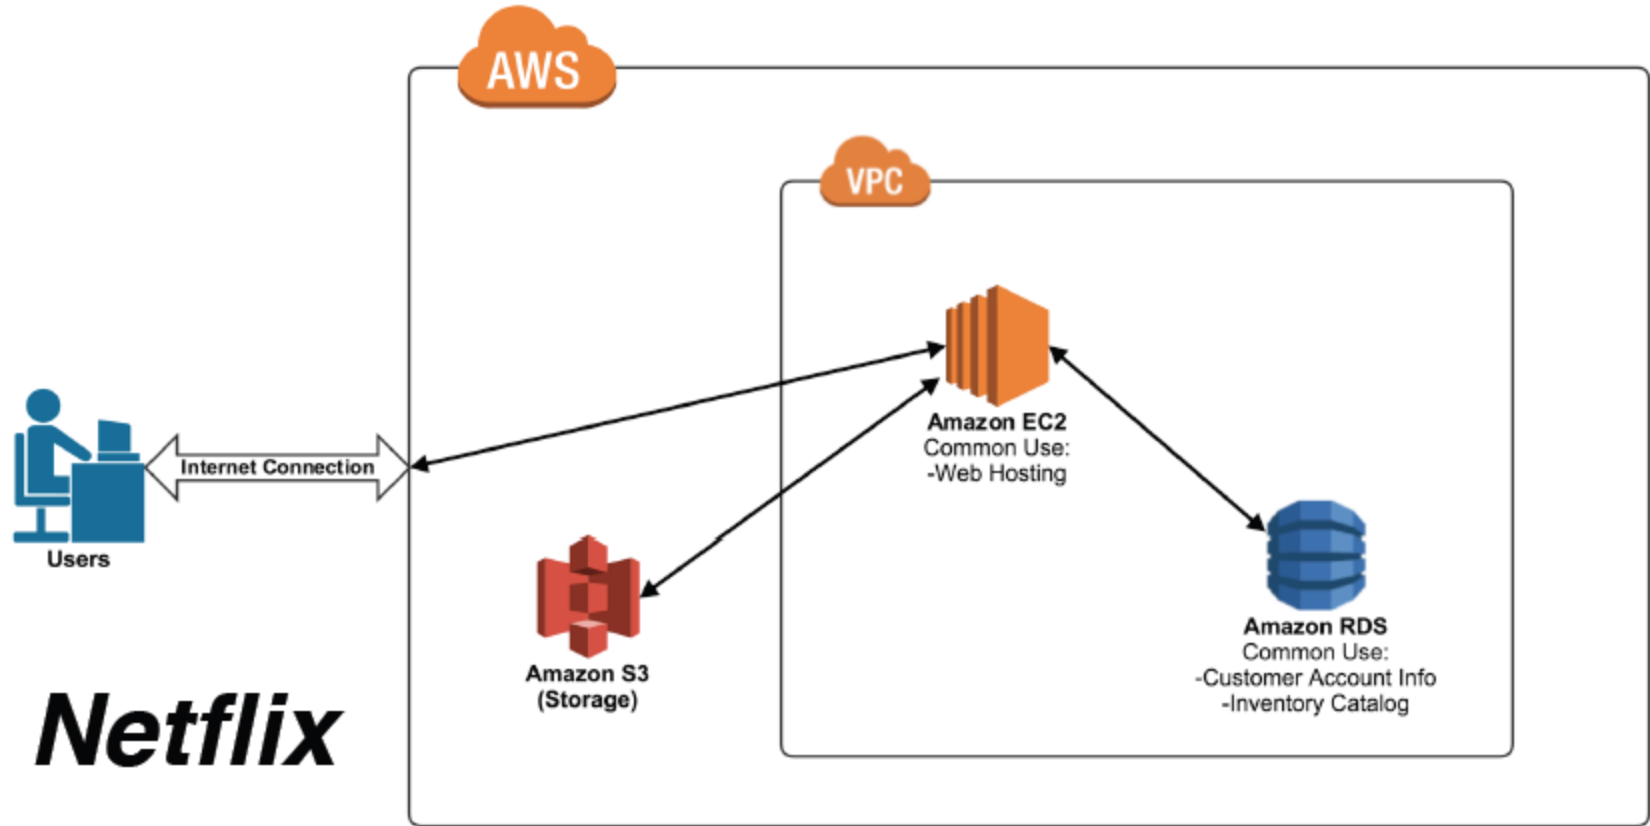 AWS
VPC
Internet Connection
Users
Amazon EC2
Common Use:
-Web Hosting
Amazon S3
(Storage)
Amazon RDS
Common Use:
-Customer Account Info
-Inventory Catalog
Netflix